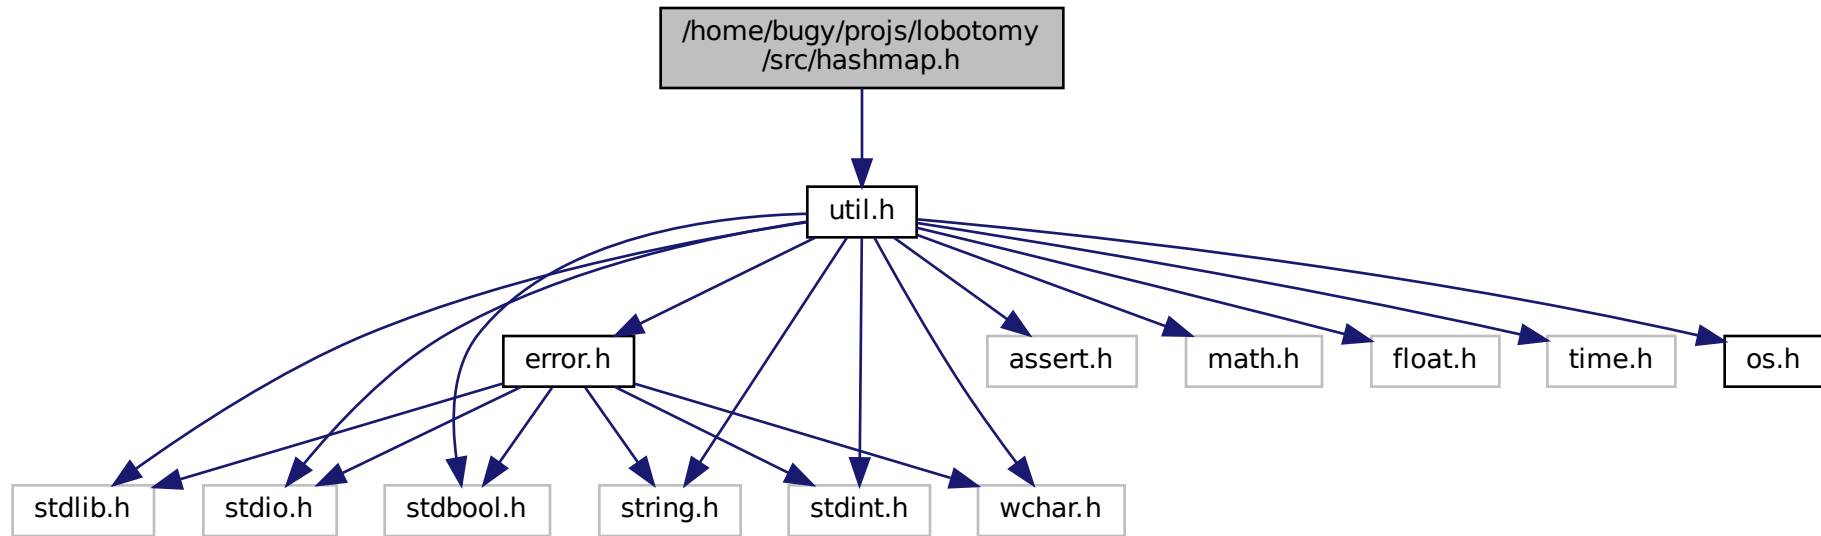 /home/bugy/projs/lobotomy
/src/hashmap.h
util.h
error.h
assert.h
math.h
float.h
time.h
os.h
stdlib.h
stdio.h
stdbool.h
string.h
stdint.h
wchar.h